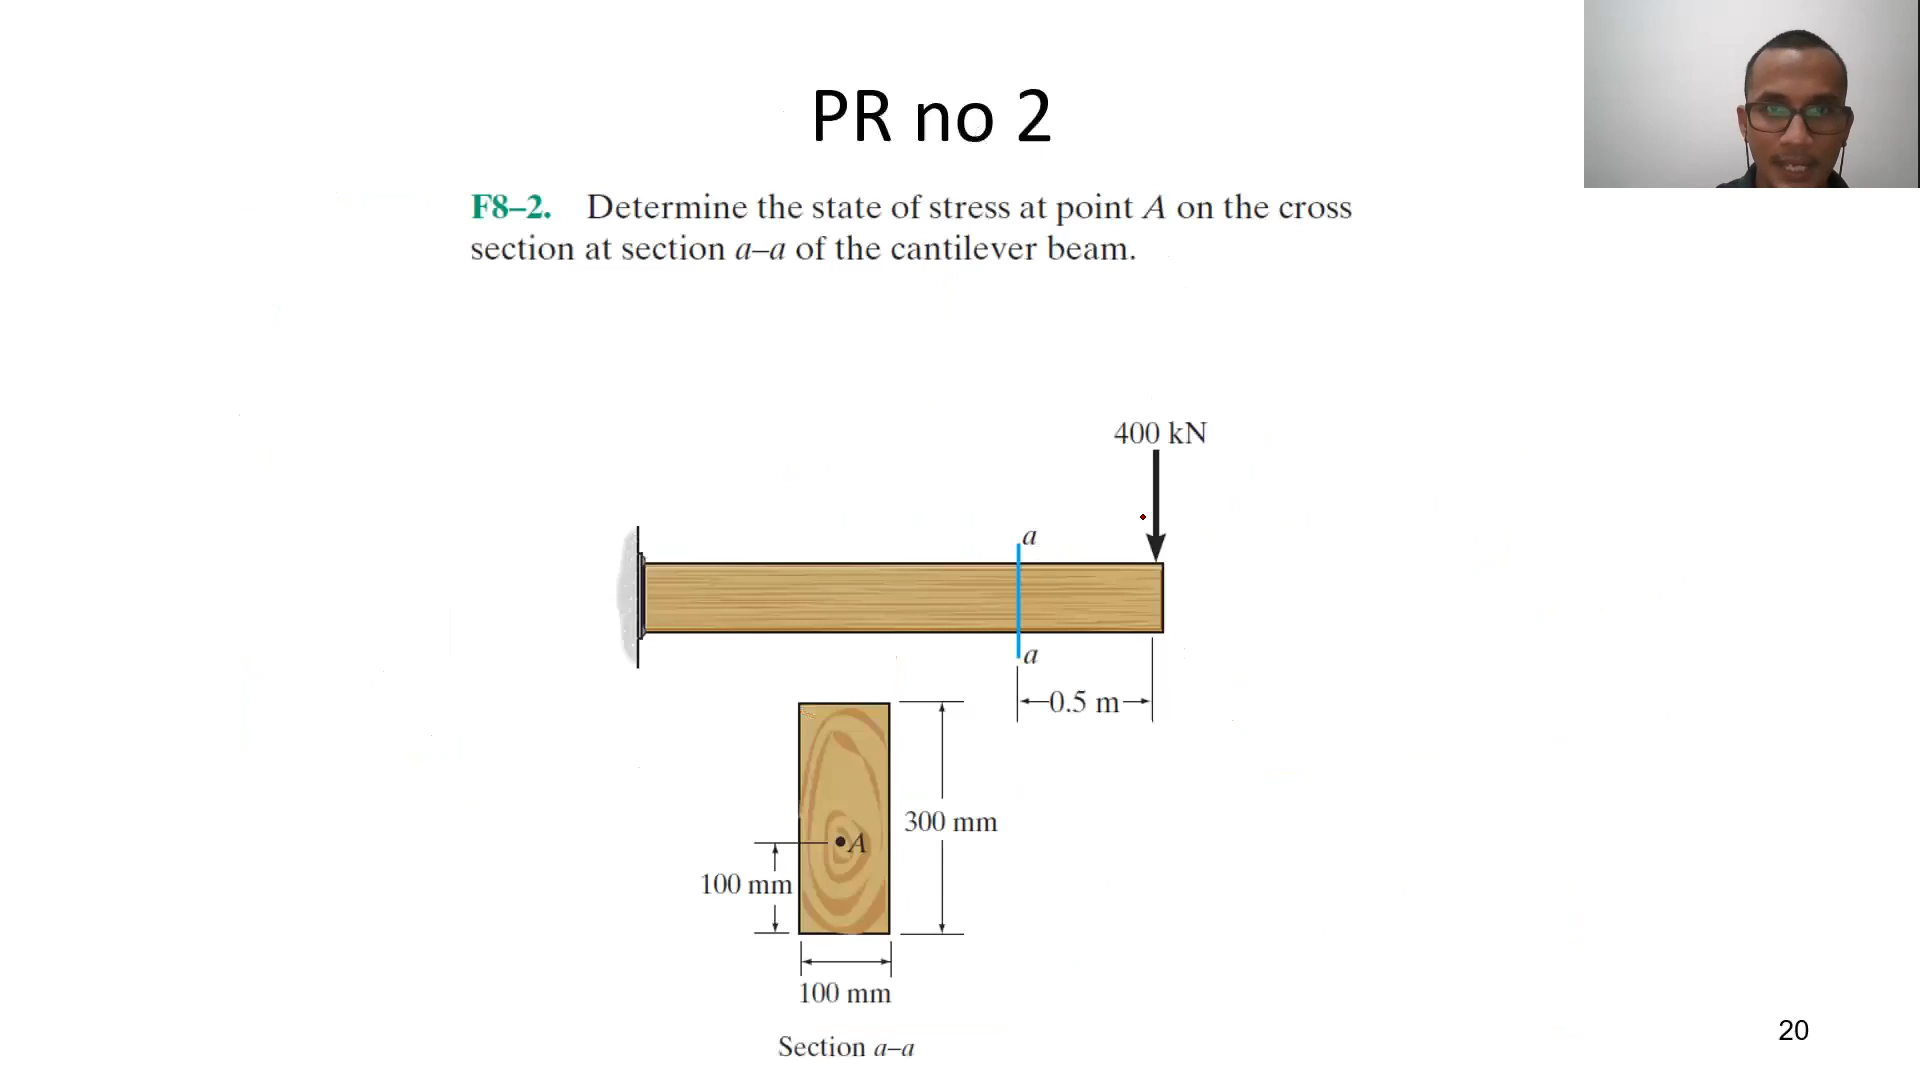 PR no 2
F8–2. Determine the state of stress at point A on the cross
section at section a–a of the cantilever beam.
400 kN
a
a
0.5 m
A
300 mm
100 mm
100 mm
Section a–a
20